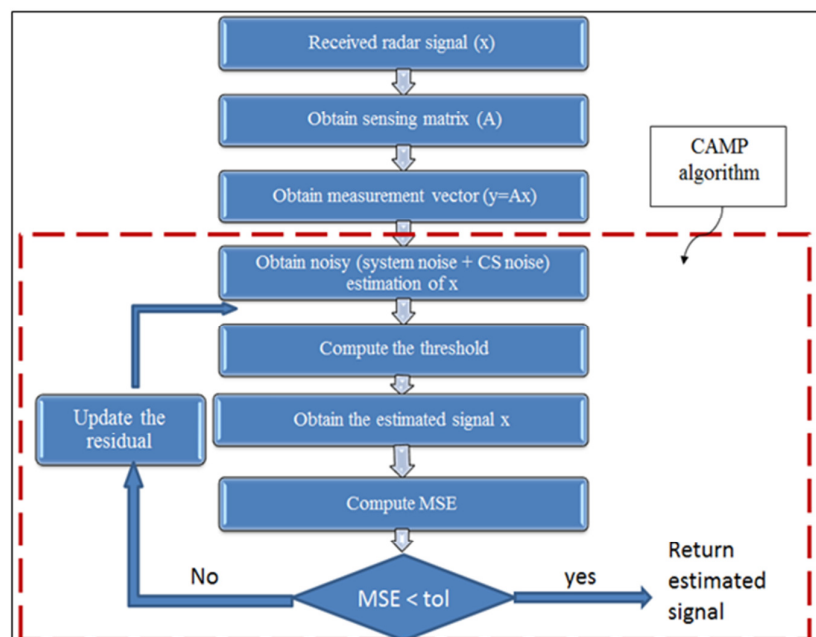 Received radar signal (x)
Obtain sensing matrix (A)
CAMP
algorithm
Obtain measurement vector (y=Ax)
Obtain noisy (system noise + CS noise)
estimation of x
Compute the threshold
Update the
residual
Obtain the estimated signal x
Compute MSE
No
MSE < tol
yes
Return
estimated
signal